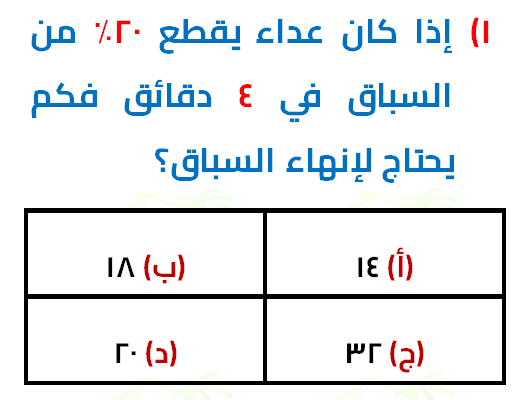 ١) إذا كان عداء يقطع ٢٠٪ من
السباق في ٤ دقائق فكم
يحتاج لإنهاء السباق؟
(أ) ١٤
(ب) ١٨
(ج) ٣٢
(د) ٢٠